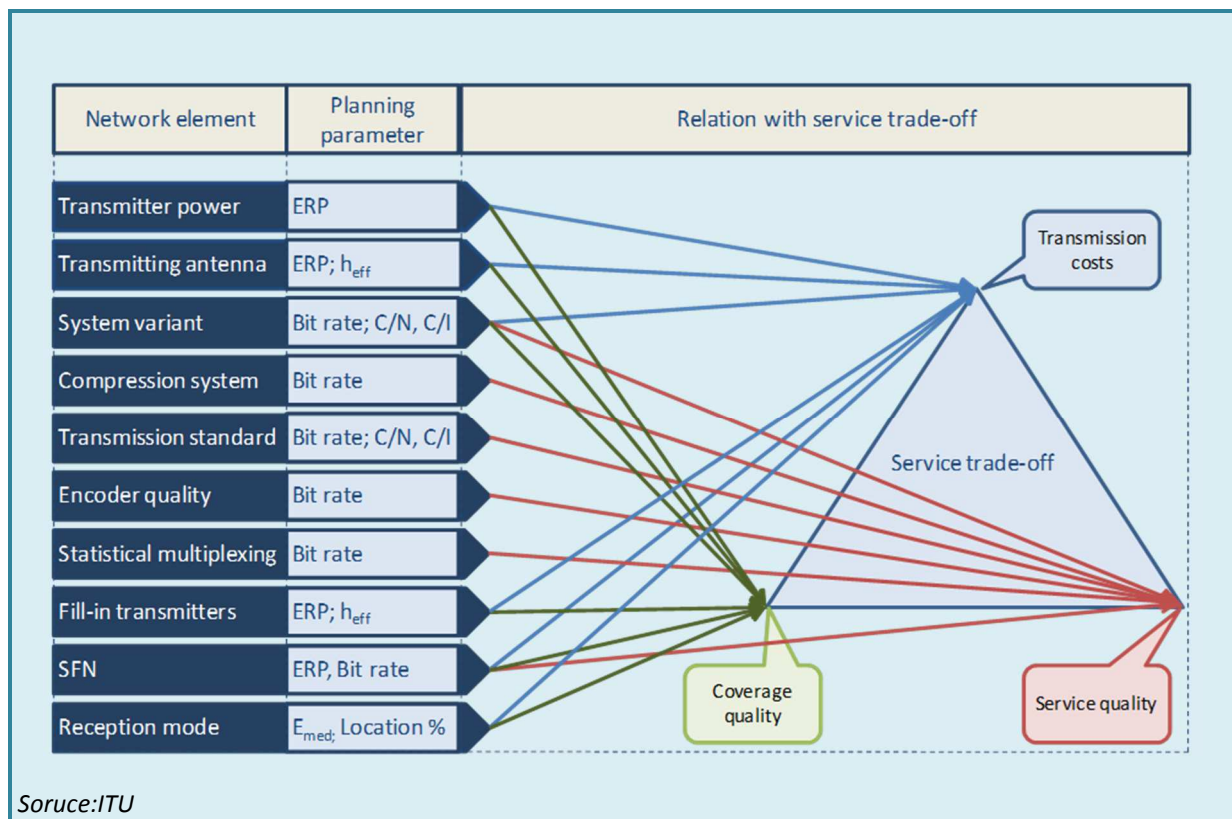 Network element
Planning
parameter
Relation with service trade-off
Transmitter power
ERP
Transmitting antenna
ERP; heff
System variant
Bit rate; C/N, C/I
Compression system
Bit rate
Transmission standard
Bit rate; C/N, C/I
Encoder quality
Bit rate
Statistical multiplexing
Bit rate
Fill-in transmitters
ERP; heff
SFN
ERP, Bit rate
Reception mode
Emed; Location %
Transmission
costs
Service trade-off
Coverage
quality
Service quality
Soruce:ITU